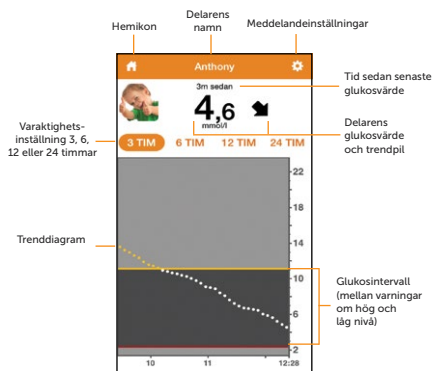 Hemikon
Delarens
namn
Meddelandeinställningar
Anthony
3m sedan
4,6
mmol/l
Tid sedan senaste
glukosvärde
Delarens
glukosvärde
och trendpil
Varaktighets-
inställning 3, 6,
12 eller 24 timmar
3 TIM 6 TIM 12 TIM 24 TIM
Trenddiagram
22
18
14
10
6
2
Glukosintervall
(mellan varningar
om hög och
låg nivå)
10 11 12:28